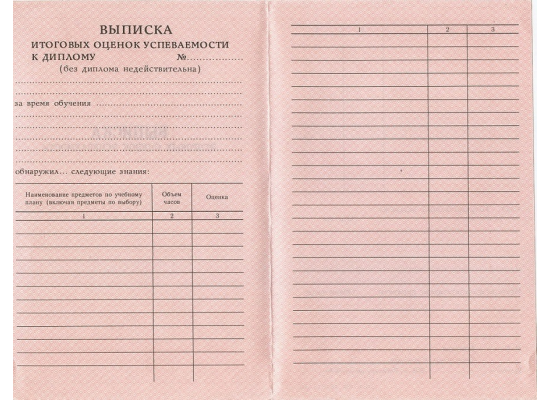 ВЫПИСКА
ИТОГОВЫХ ОЦЕНОК УСПЕВАЕМОСТИ
К ДИПЛОМУ №
(без диплома недействительна)
за время обучения
обнаружил... следующие знания:
Наименование предметов по учебному
плану (включая предметы по выбору)
Объем
часов
Оценка
1 2 3
1 2 3